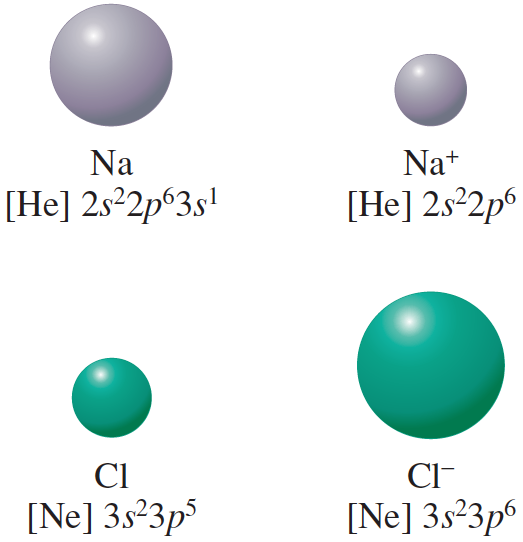 Na
Na⁺
[He] 2s²2p⁶3s¹
[He] 2s²2p⁶
Cl
Cl⁻
[Ne] 3s²3p⁵
[Ne] 3s²3p⁶